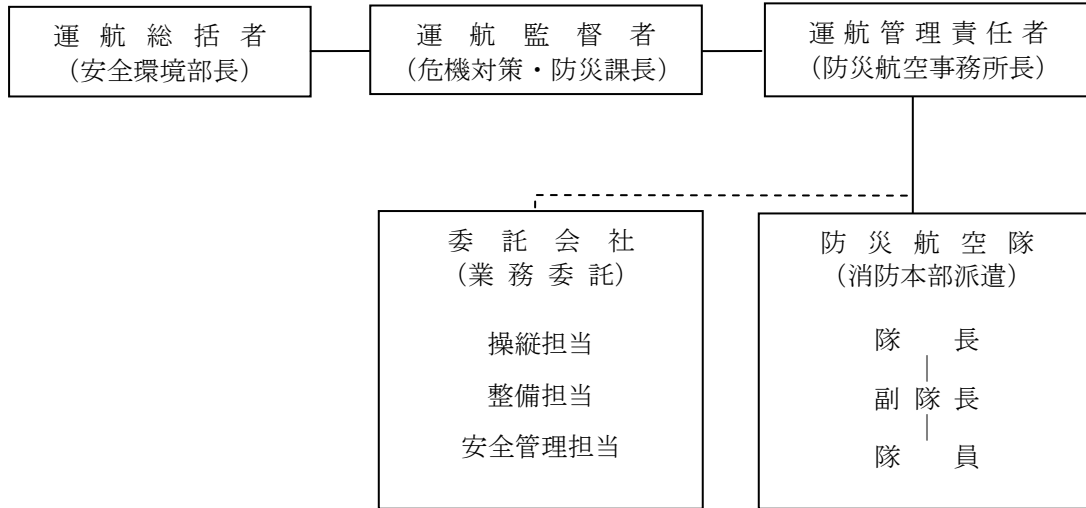 運航総括者
（安全環境部長）
運航監督者
（危機対策・防災課長）
運航管理責任者
（防災航空事務所長）
委託会社
（業務委託）
操縦担当
整備担当
安全管理担当
防災航空隊
（消防本部派遣）
隊長
副隊長
隊員